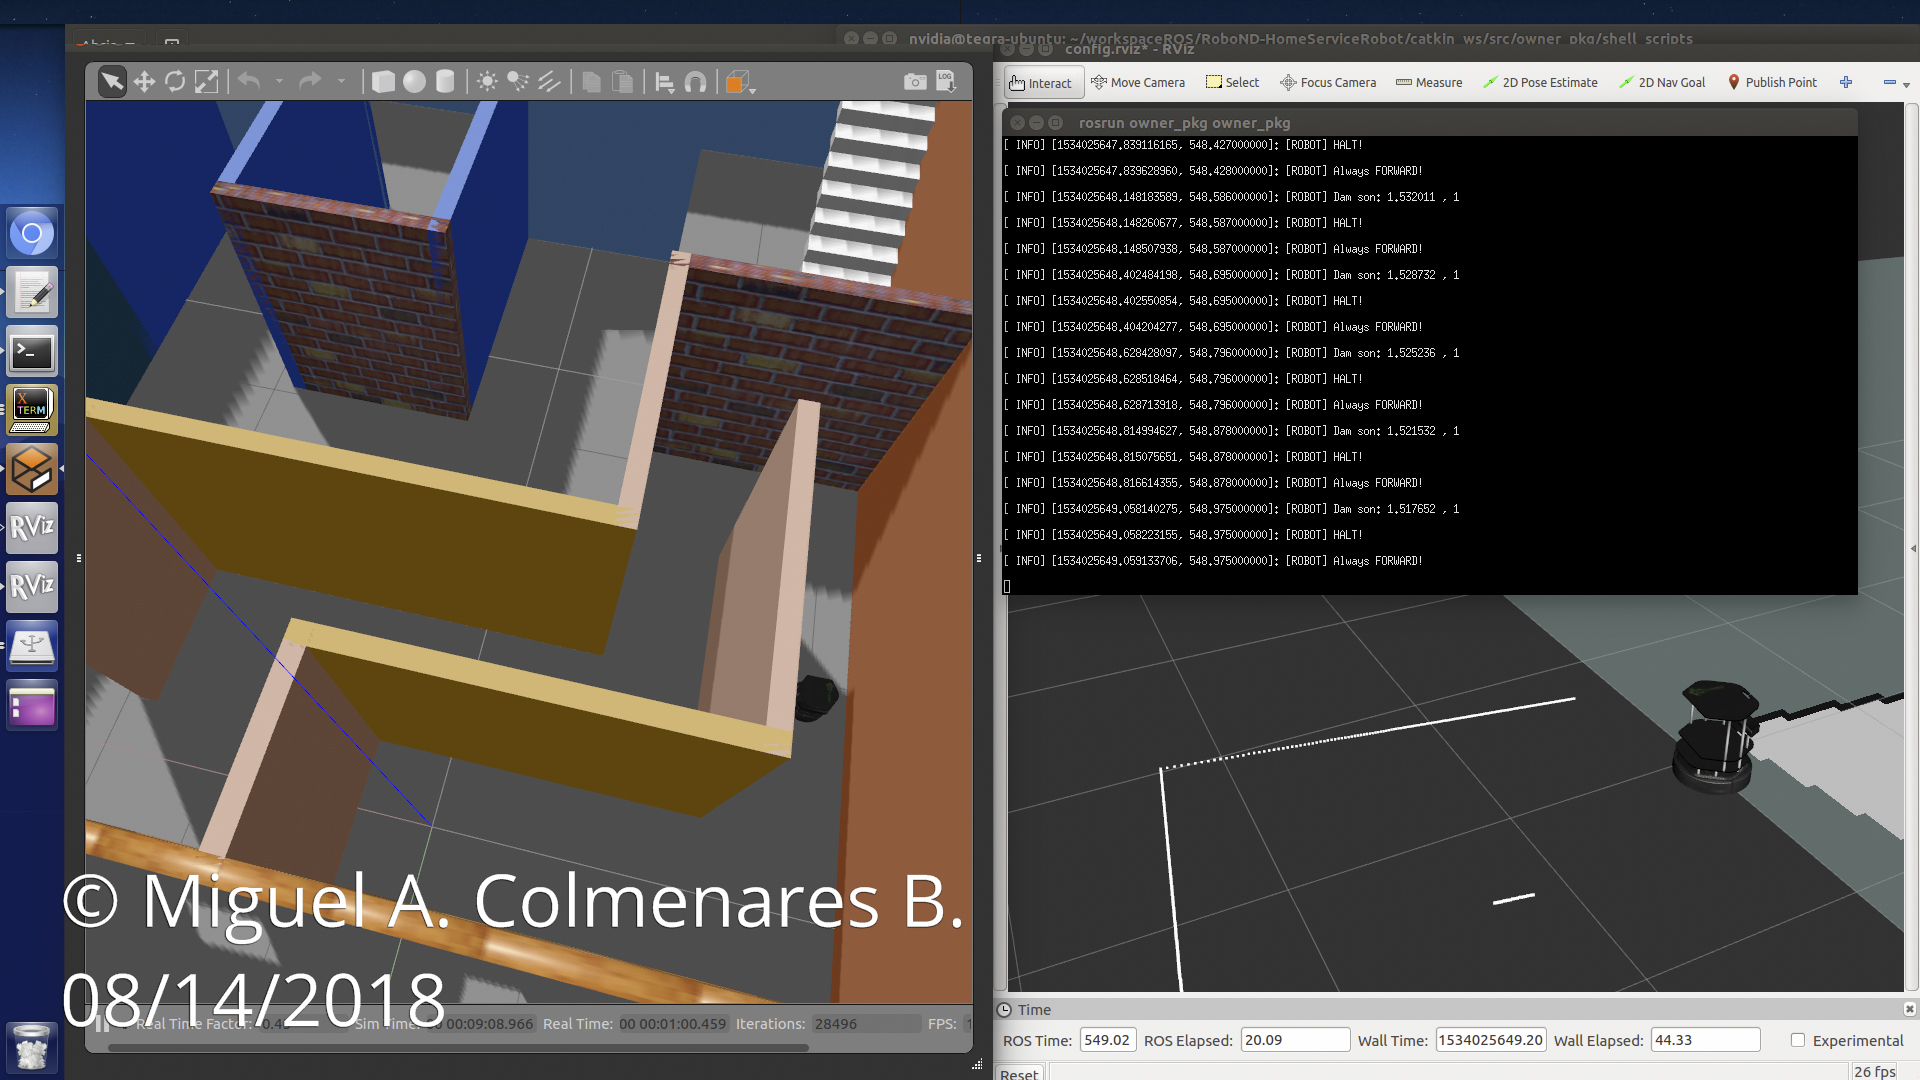 nvidia@tegra-ubuntu: ~/workspaceROS/RoboND-HomeServiceRobot/catkin_ws/src/owner_pkg/shell_scripts
config.rviz* - RViz
Interact Move Camera Select Focus Camera Measure 2D Pose Estimate 2D Nav Goal Publish Point
LOG
rosrun owner_pkg owner_pkg
[ INFO] [1534025647.839116165, 548.427000000]: [ROBOT] HALT!
[ INFO] [1534025647.839628960, 548.428000000]: [ROBOT] Always FORWARD!
[ INFO] [1534025648.148183589, 548.586000000]: [ROBOT] Dam son: 1.532011 , 1
[ INFO] [1534025648.148260677, 548.587000000]: [ROBOT] HALT!
[ INFO] [1534025648.148507938, 548.587000000]: [ROBOT] Always FORWARD!
[ INFO] [1534025648.402484198, 548.695000000]: [ROBOT] Dam son: 1.528732 , 1
[ INFO] [1534025648.402550854, 548.695000000]: [ROBOT] HALT!
[ INFO] [1534025648.404204277, 548.695000000]: [ROBOT] Always FORWARD!
[ INFO] [1534025648.628428097, 548.796000000]: [ROBOT] Dam son: 1.525236 , 1
[ INFO] [1534025648.628518464, 548.796000000]: [ROBOT] HALT!
[ INFO] [1534025648.628713918, 548.796000000]: [ROBOT] Always FORWARD!
[ INFO] [1534025648.814994627, 548.878000000]: [ROBOT] Dam son: 1.521532 , 1
[ INFO] [1534025648.815075651, 548.878000000]: [ROBOT] HALT!
[ INFO] [1534025648.816614355, 548.878000000]: [ROBOT] Always FORWARD!
[ INFO] [1534025649.058140275, 548.975000000]: [ROBOT] Dam son: 1.517652 , 1
[ INFO] [1534025649.058223155, 548.975000000]: [ROBOT] HALT!
[ INFO] [1534025649.059133706, 548.975000000]: [ROBOT] Always FORWARD!
X TERM
RViz
RViz
© Miguel A. Colmenares B.
08/14/2018
Real Time Factor: Sim Time: 00:09:08.966 Real Time: 00 00:01:00.459 Iterations: 28496 FPS:
Time
ROS Time: 549.02 ROS Elapsed: 20.09 Wall Time: 1534025649.20 Wall Elapsed: 44.33 Experimental
Reset 26 fps